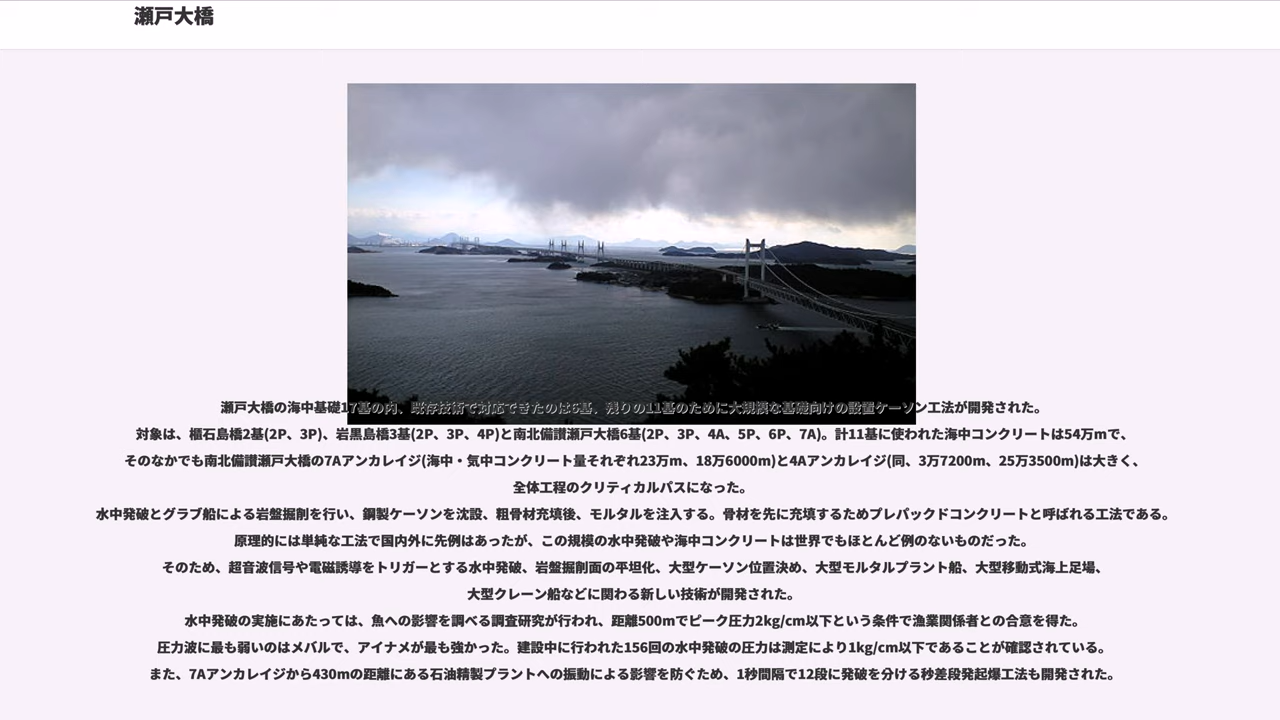 瀬戸大橋
瀬戸大橋の海中基礎17基の内、既存技術で対応できたのは6基、残りの11基のために大規模な基礎向けの設置ケーソン工法が開発された。
対象は、櫃石島橋2基(2P、3P)、岩黒島橋3基(2P、3P、4P)と南北備讃瀬戸大橋6基(2P、3P、4A、5P、6P、7A)。計11基に使われた海中コンクリートは54万mで、
そのなかでも南北備讃瀬戸大橋の7Aアンカレイジ(海中・気中コンクリート量それぞれ23万m、18万6000m)と4Aアンカレイジ(同、3万7200m、25万3500m)は大きく、
全体工程のクリティカルパスになった。
水中発破とグラブ船による岩盤掘削を行い、鋼製ケーソンを沈設、粗骨材充填後、モルタルを注入する。骨材を先に充填するためプレパックドコンクリートと呼ばれる工法である。
原理的には単純な工法で国内外に先例はあったが、この規模の水中発破や海中コンクリートは世界でもほとんど例のないものだった。
そのため、超音波信号や電磁誘導をトリガーとする水中発破、岩盤掘削面の平坦化、大型ケーソン位置決め、大型モルタルプラント船、大型移動式海上足場、
大型クレーン船などに関わる新しい技術が開発された。
水中発破の実施にあたっては、魚への影響を調べる調査研究が行われ、距離500mでピーク圧力2kg/cm以下という条件で漁業関係者との合意を得た。
圧力波に最も弱いのはメバルで、アイナメが最も強かった。建設中に行われた156回の水中発破の圧力は測定により1kg/cm以下であることが確認されている。
また、7Aアンカレイジから430mの距離にある石油精製プラントへの振動による影響を防ぐため、1秒間隔で12段に発破を分ける秒差段発起爆工法も開発された。